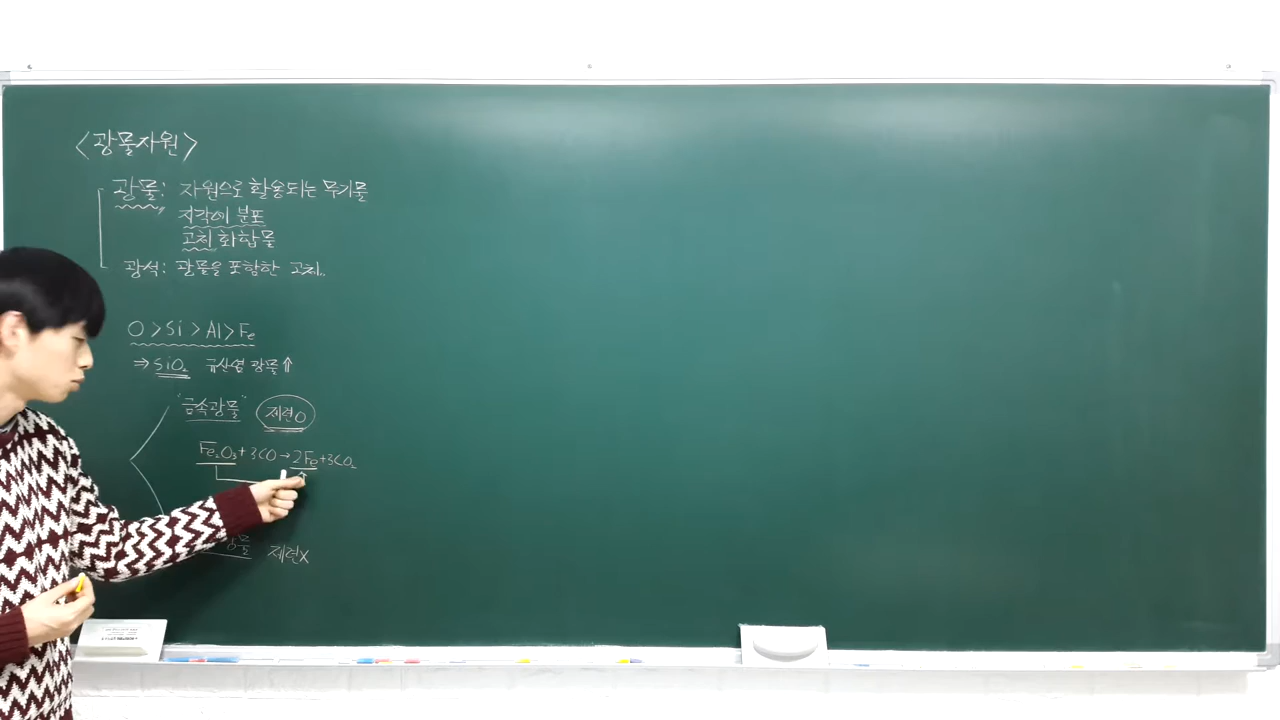 <광물자원>
광물: 자원으로 활용되는 무기물
지각에 분포
고체 화합물
광석: 광물을 포함한 고체..
O > Si > Al > Fe
⇒ SiO₂ 규산염 광물↑
"금속광물" 제련O
Fe₂O₃+3CO→2Fe+3CO₂
광물 제련X